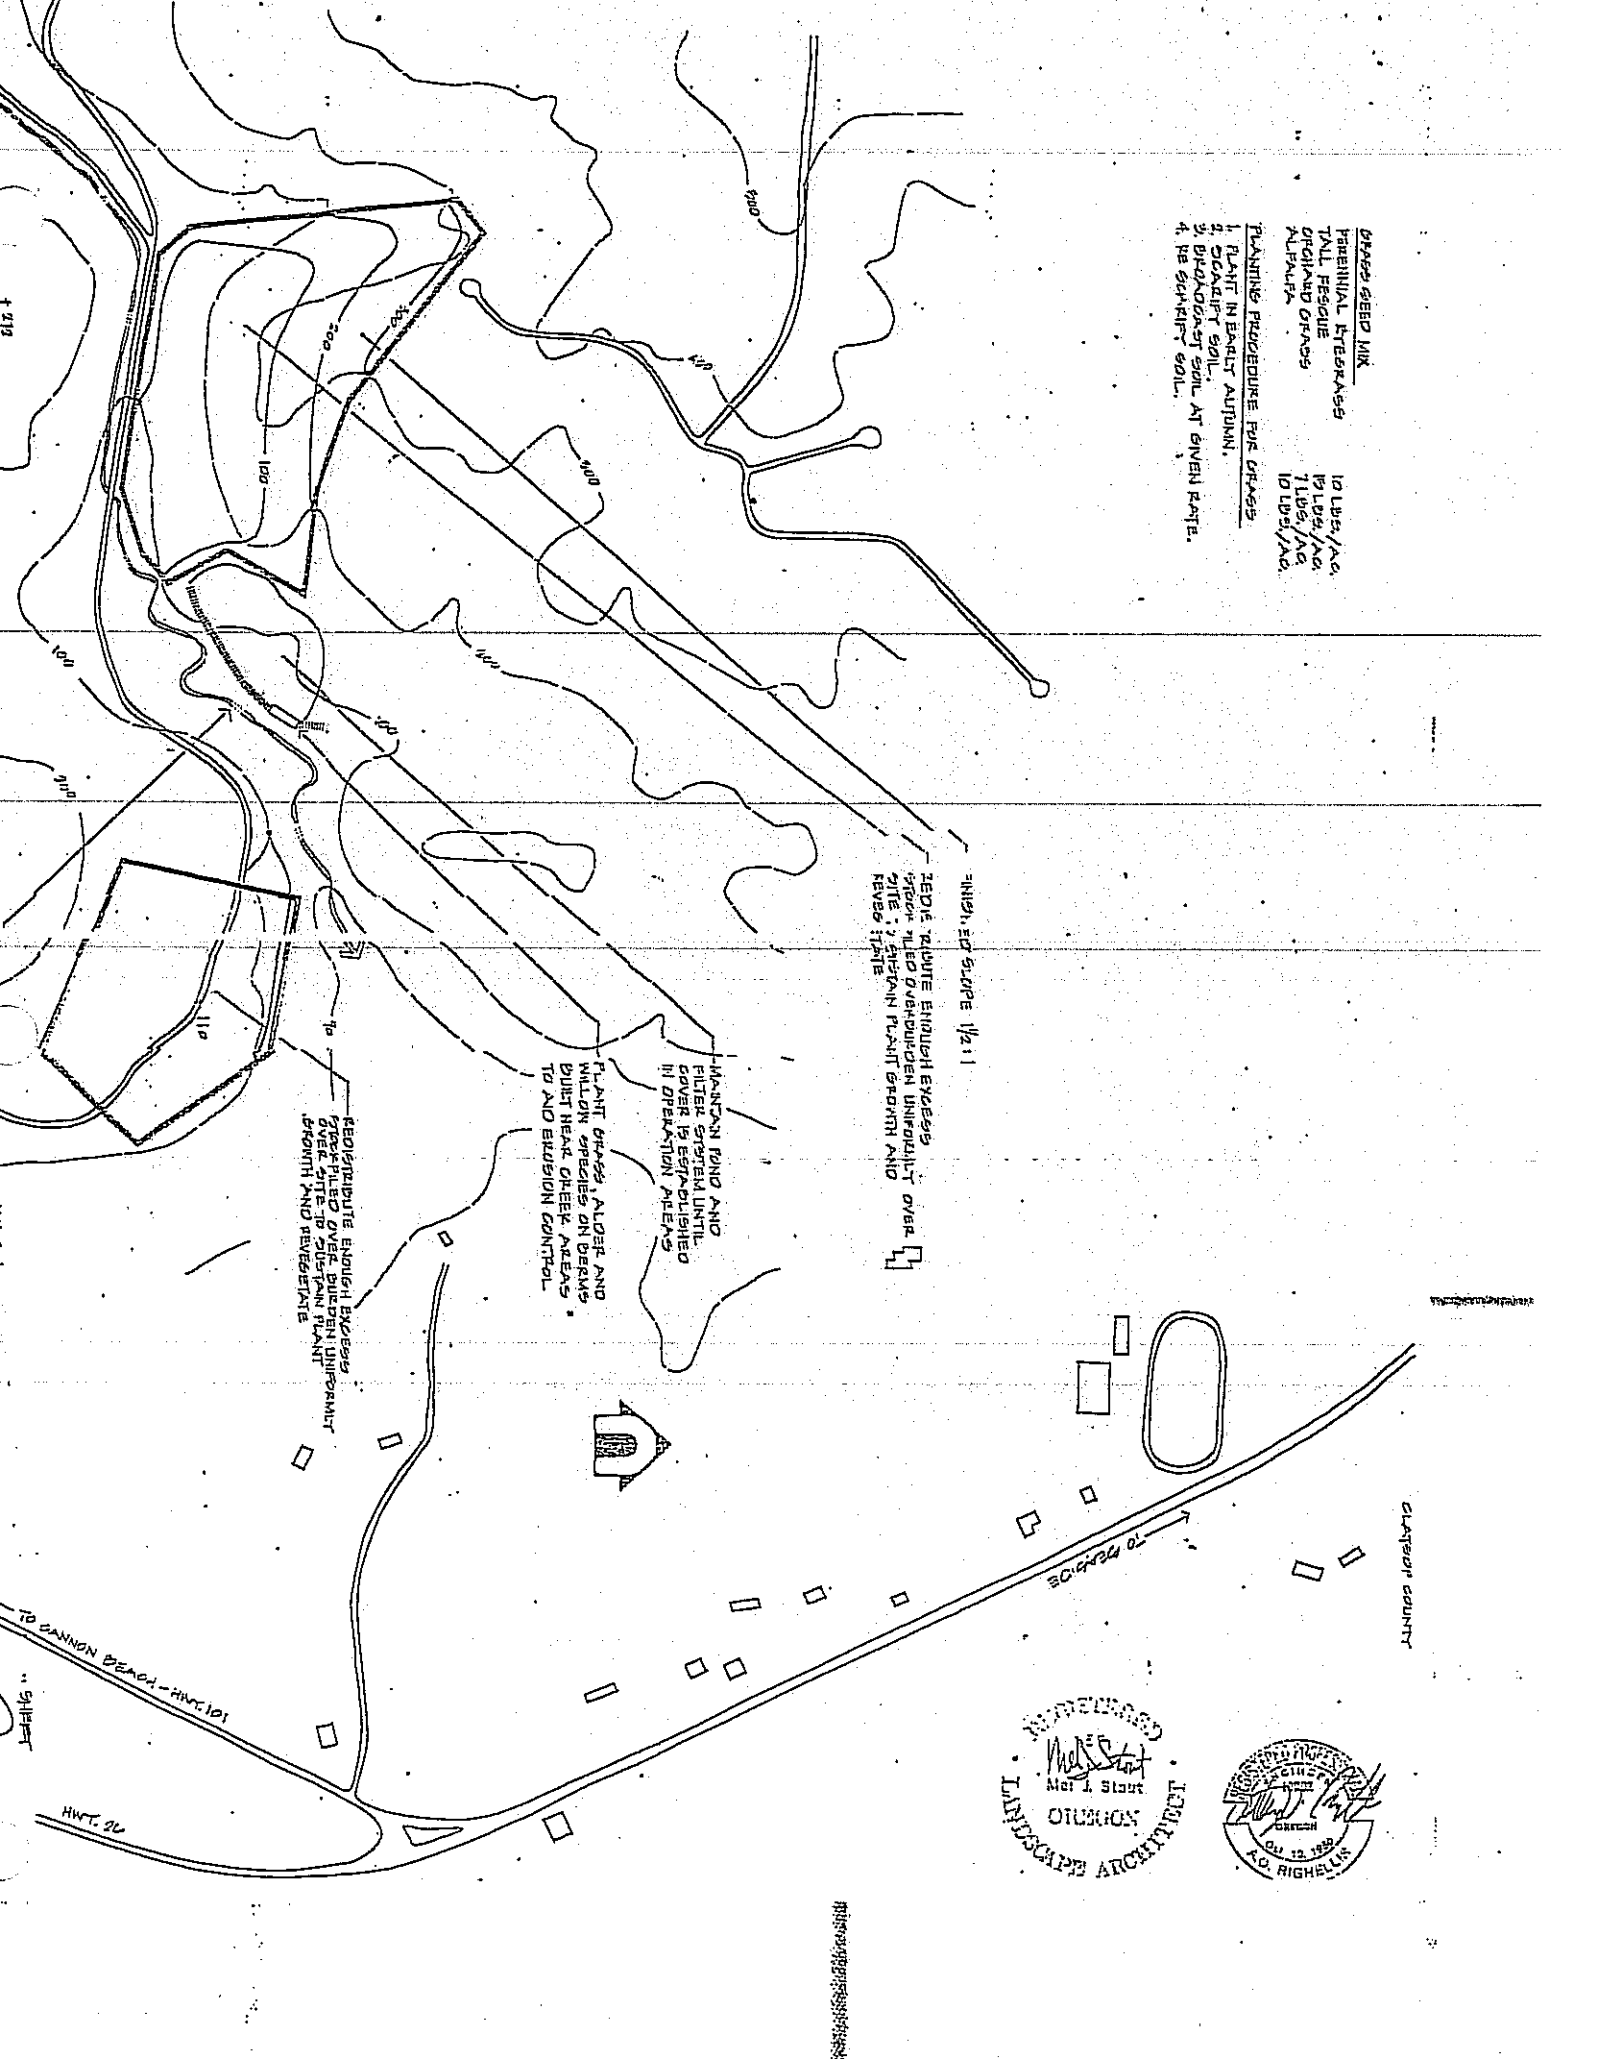 GRASS SEED MIX
PERENNIAL RYEGRASS 10 LBS./AC.
TALL FESCUE 15 LBS./AC.
ORCHARD GRASS 7 LBS./AC.
ALFALFA 10 LBS./AC.
PLANTING PROCEDURE FOR GRASS
1. PLANT IN EARLY AUTUMN.
2. SCARIFY SOIL.
3. BROADCAST SOIL AT GIVEN RATE.
4. RE SCARIFY SOIL.
SLOPE 1/2:1
ENOUGH EXCESS
OVERBURDEN UNIFORMLY OVER
SITE SUSTAIN PLANT GROWTH AND
MAINTAIN POND AND
FILTER SYSTEM UNTIL
COVER IS ESTABLISHED
IN OPERATION AREAS
PLANT GRASS, ALDER AND
WILLOW SPECIES ON BERMS
BUILT NEAR CREEK AREAS
TO AID EROSION CONTROL
REDISTRIBUTE ENOUGH EXCESS
STOCKPILED OVER BURDEN UNIFORMLY
OVER SITE TO SUSTAIN PLANT
GROWTH AND REVEGETATE
100
200
100
110
70
CLATSOP COUNTY
TO SEASIDE
TO CANNON BEACH - HWY. 101
HWY. 26
SHEET
Mel J. Stout
OREGON
LANDSCAPE ARCHITECT
OREGON
A.O. RIGHELLIS